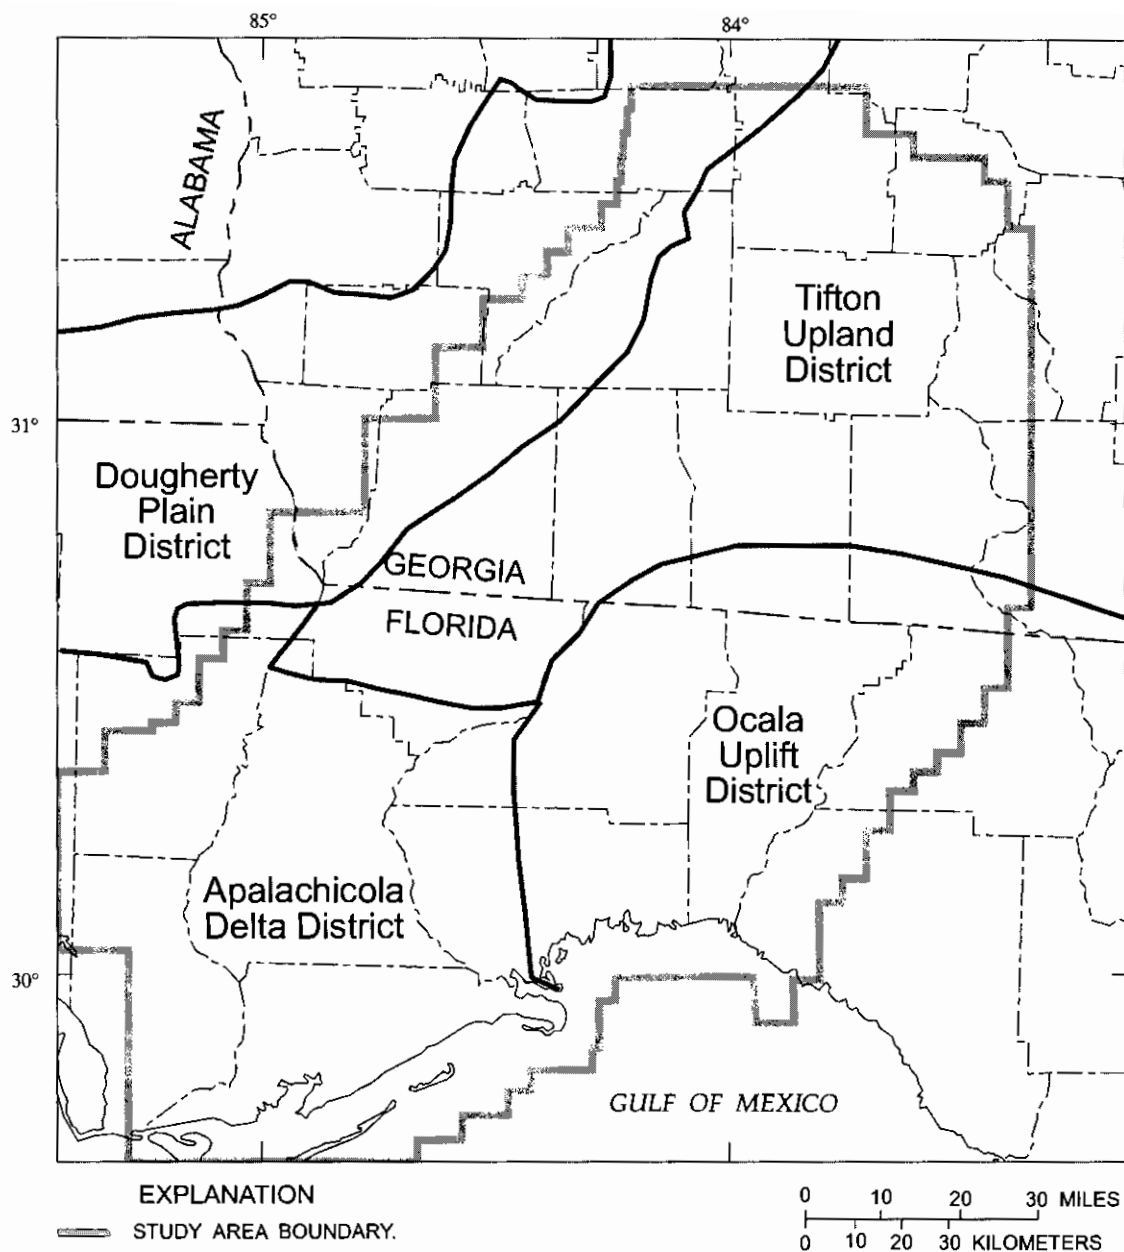 85°
84°
ALABAMA
Tifton
Upland
District
31°
Dougherty
Plain
District
GEORGIA
FLORIDA
Ocala
Uplift
District
Apalachicola
Delta District
30°
GULF OF MEXICO
EXPLANATION
STUDY AREA BOUNDARY.
0 10 20 30 MILES
0 10 20 30 KILOMETERS